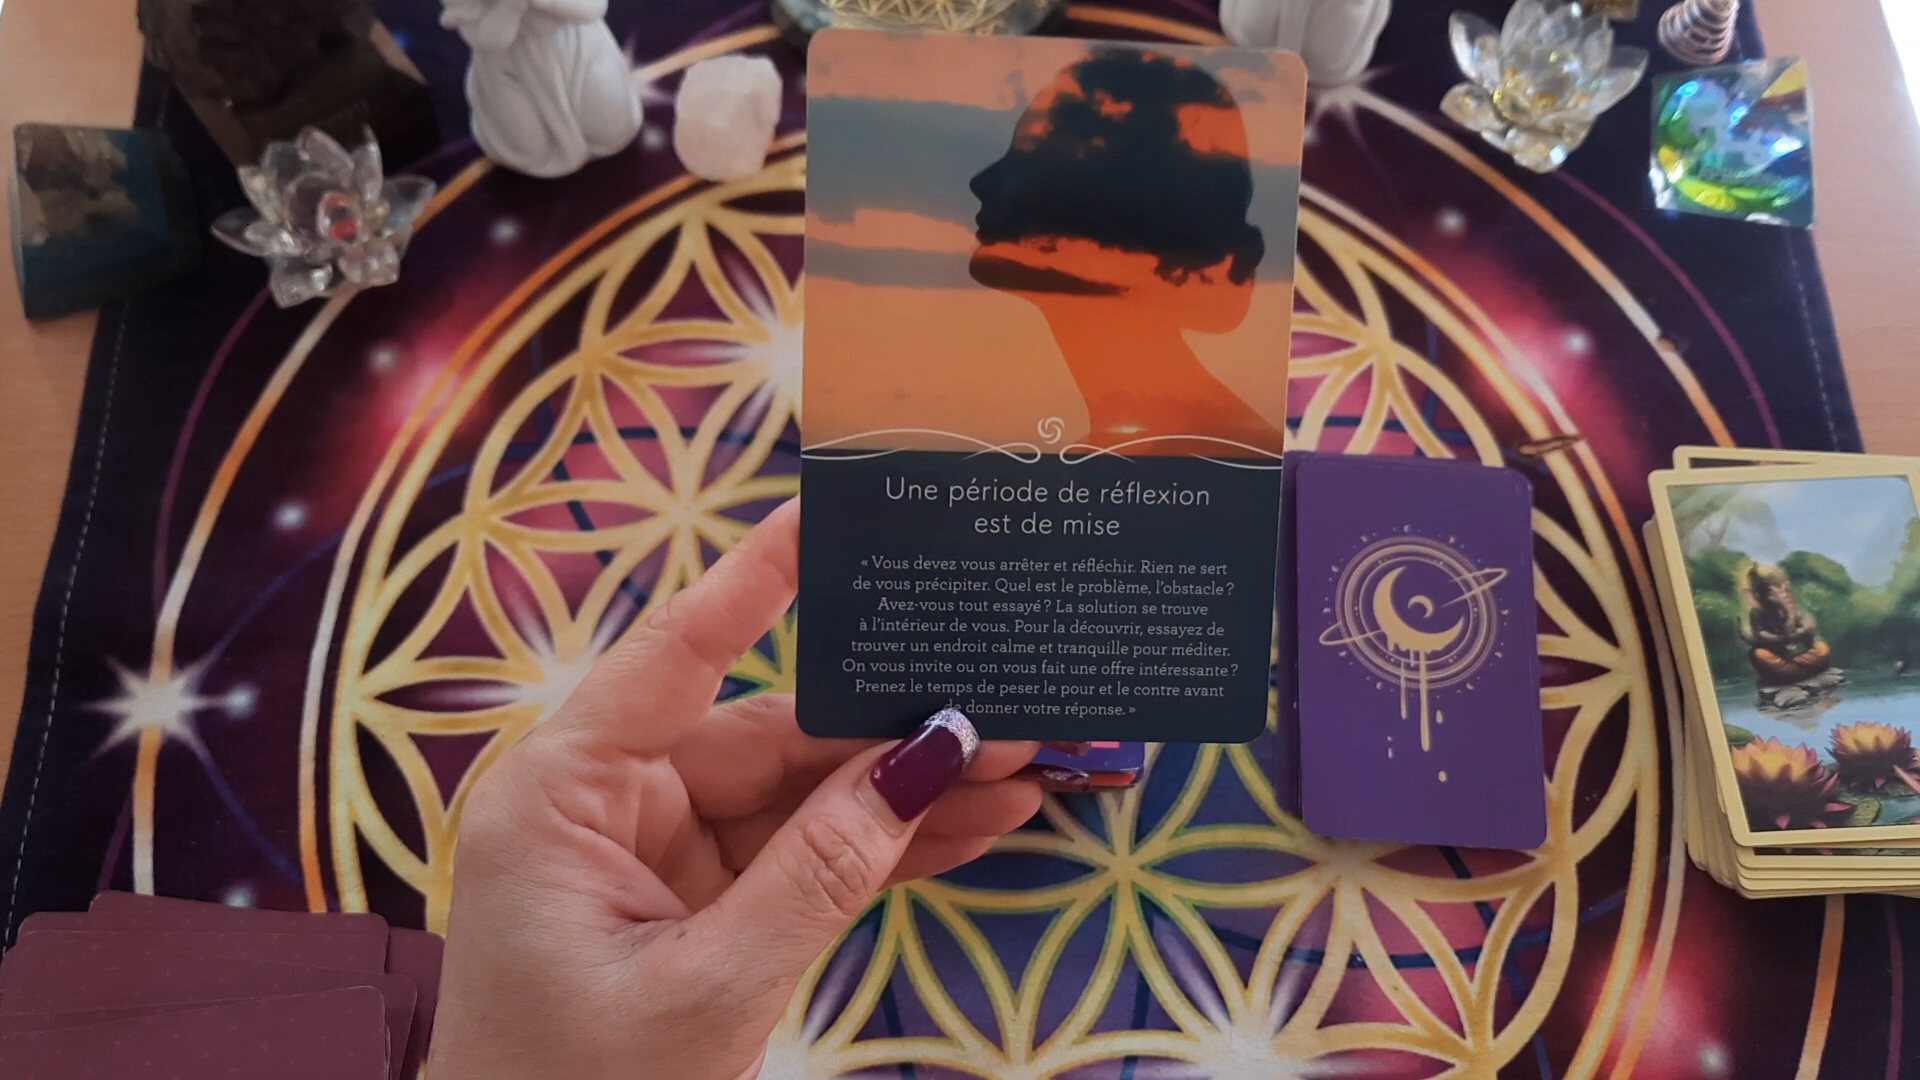 Une période de réflexion
est de mise
« Vous devez vous arrêter et réfléchir. Rien ne sert
de vous précipiter. Quel est le problème, l'obstacle ?
Avez-vous tout essayé ? La solution se trouve
à l'intérieur de vous. Pour la découvrir, essayez de
trouver un endroit calme et tranquille pour méditer.
On vous invite ou on vous fait une offre intéressante ?
Prenez le temps de peser le pour et le contre avant
de donner votre réponse. »